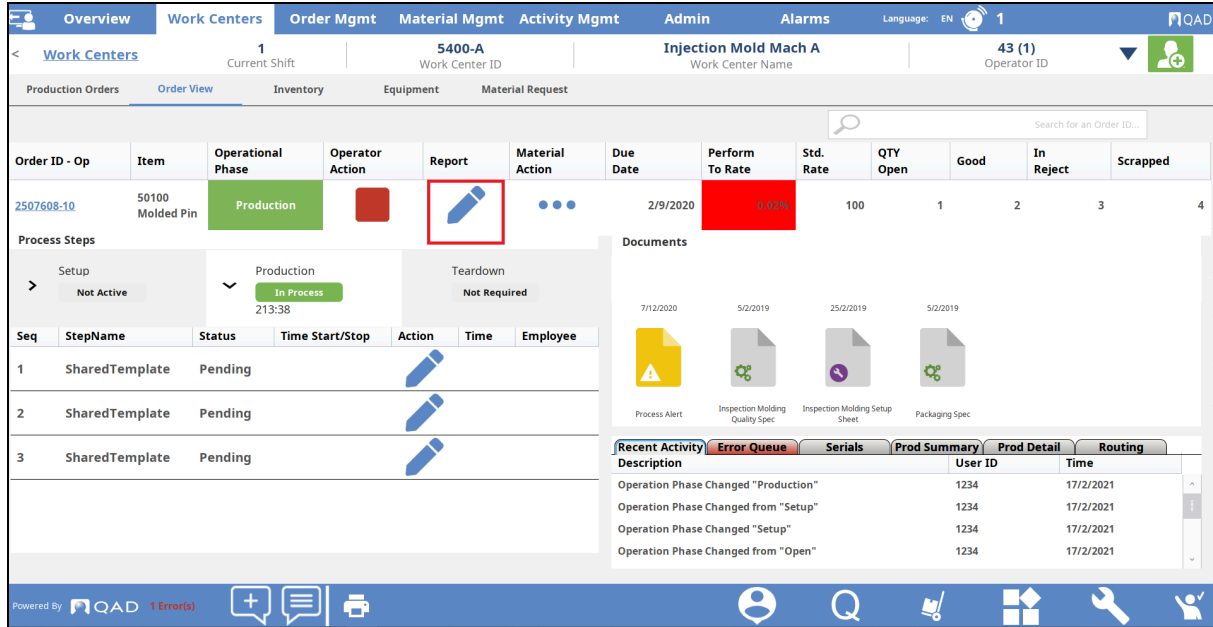 Overview Work Centers Order Mgmt Material Mgmt Activity Mgmt Admin Alarms Language: EN 1 QAD
< Work Centers 1 5400-A Injection Mold Mach A 43 (1)
Current Shift Work Center ID Work Center Name Operator ID
Production Orders Order View Inventory Equipment Material Request
Search for an Order ID...
Order ID - Op Item Operational Phase Operator Action Report Material Action Due Date Perform To Rate Std. Rate QTY Open Good In Reject Scrapped
2507608-10 50100 Molded Pin Production 2/9/2020 0.02% 100 1 2 3 4
Process Steps
Setup Production Teardown
Not Active In Process Not Required
213:38
Seq StepName Status Time Start/Stop Action Time Employee
1 SharedTemplate Pending
2 SharedTemplate Pending
3 SharedTemplate Pending
Documents
7/12/2020 5/2/2019 25/2/2019 5/2/2019
Process Alert Inspection Molding Quality Spec Inspection Molding Setup Sheet Packaging Spec
Recent Activity Error Queue Serials Prod Summary Prod Detail Routing
Description User ID Time
Operation Phase Changed "Production" 1234 17/2/2021
Operation Phase Changed from "Setup" 1234 17/2/2021
Operation Phase Changed "Setup" 1234 17/2/2021
Operation Phase Changed from "Open" 1234 17/2/2021
Powered By QAD 1 Error(s) Q